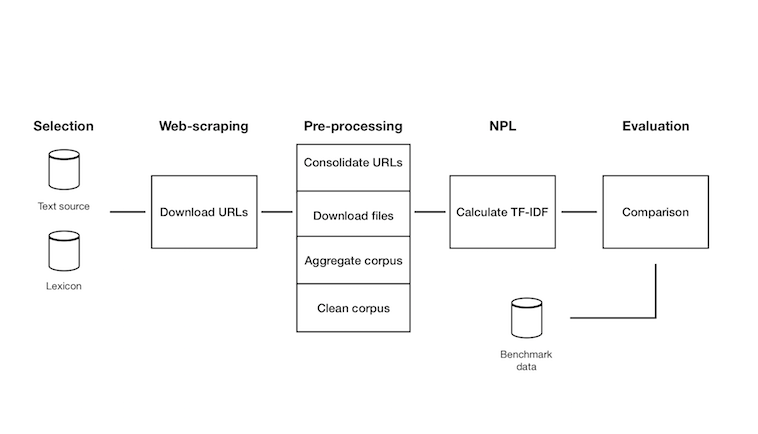 Selection
Web-scraping
Pre-processing
NPL
Evaluation
Text source
Lexicon
Download URLs
Consolidate URLs
Download files
Aggregate corpus
Clean corpus
Calculate TF-IDF
Comparison
Benchmark
data